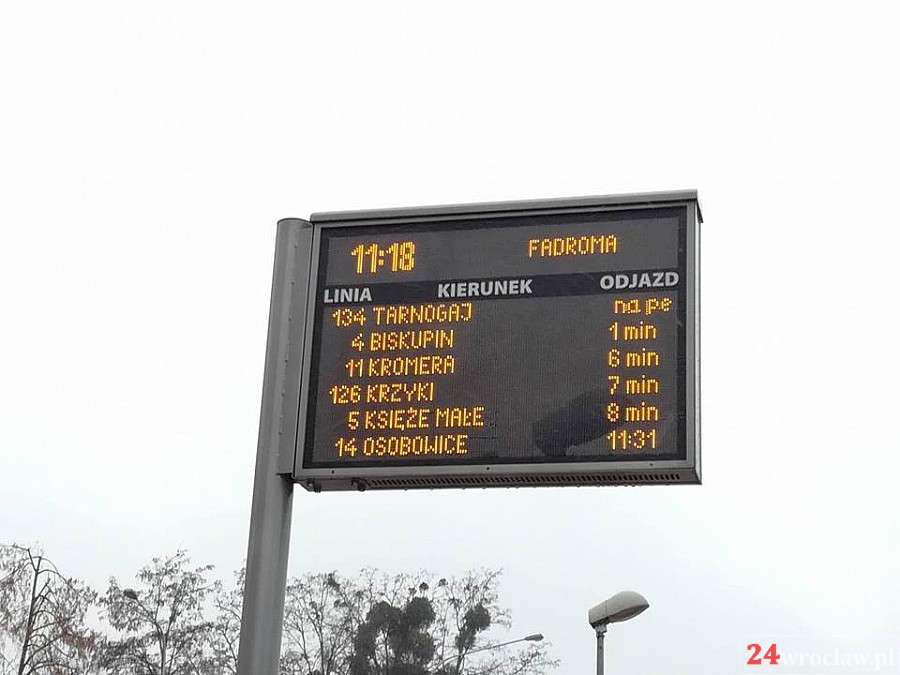 11:18 FADROMA
LINIA KIERUNEK ODJAZD
134 TARNOGAJ na pe
4 BISKUPIN 1 min
11 KROMERA 6 min
126 KRZYKI 7 min
5 KSIĘŻE MAŁE 8 min
14 OSOBOWICE 11:31
24wroclaw.pl